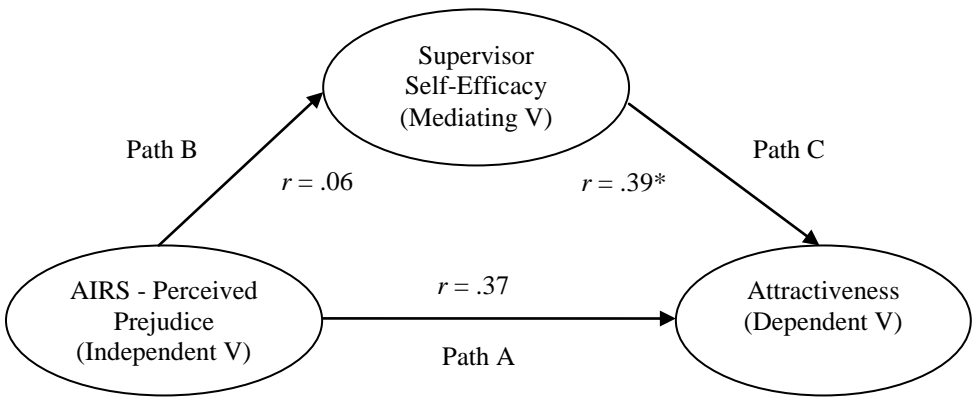 Supervisor
Self-Efficacy
(Mediating V)
Path B
Path C
r = .06
r = .39*
AIRS - Perceived
Prejudice
(Independent V)
r = .37
Attractiveness
(Dependent V)
Path A